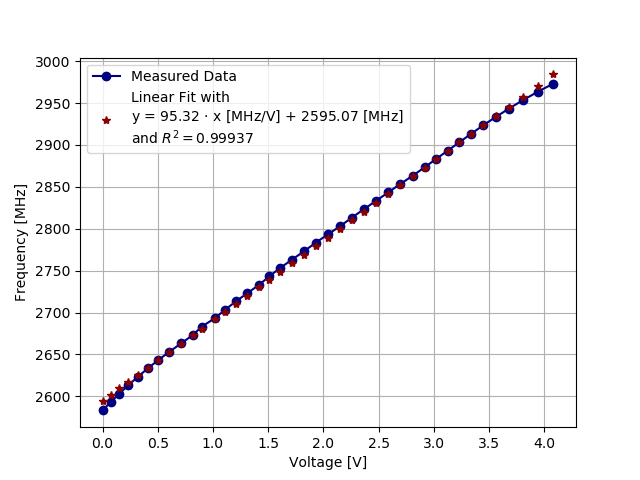 3000
2950
2900
2850
2800
2750
2700
2650
2600
Frequency [MHz]
Measured Data
Linear Fit with
y = 95.32 · x [MHz/V] + 2595.07 [MHz]
and R² = 0.99937
0.0 0.5 1.0 1.5 2.0 2.5 3.0 3.5 4.0
Voltage [V]